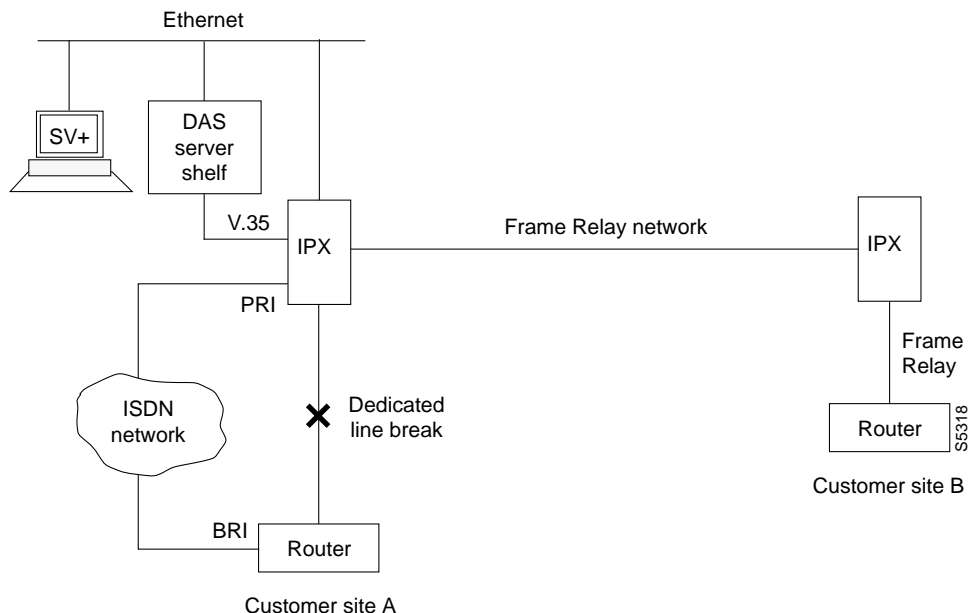 Ethernet
SV+
DAS
server
shelf
V.35
IPX
Frame Relay network
IPX
PRI
Frame
Relay
ISDN
network
Dedicated
line break
Router
S5318
Customer site B
BRI
Router
Customer site A